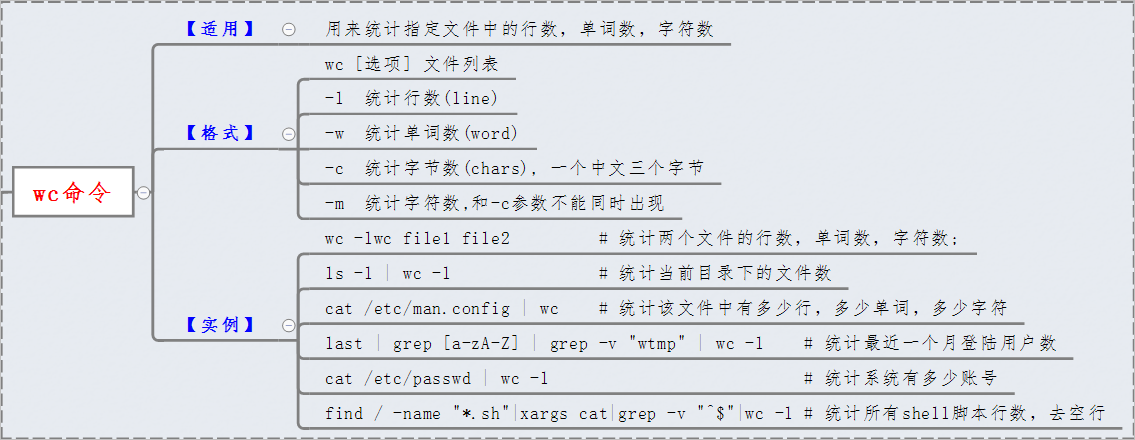 【适用】 用来统计指定文件中的行数, 单词数, 字符数
wc命令
【格式】
wc [选项] 文件列表
-l 统计行数(line)
-w 统计单词数(word)
-c 统计字节数(chars), 一个中文三个字节
-m 统计字符数,和-c参数不能同时出现
【实例】
wc -lwc file1 file2 # 统计两个文件的行数, 单词数, 字符数;
ls -l | wc -l # 统计当前目录下的文件数
cat /etc/man.config | wc # 统计该文件中有多少行, 多少单词, 多少字符
last | grep [a-zA-Z] | grep -v "wtmp" | wc -l # 统计最近一个月登陆用户数
cat /etc/passwd | wc -l # 统计系统有多少账号
find / -name "*.sh"|xargs cat|grep -v "^$"|wc -l # 统计所有shell脚本行数, 去空行